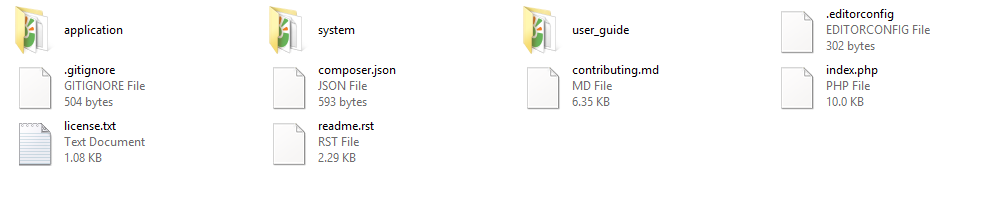 application
system
user_guide
.editorconfig
EDITORCONFIG File
302 bytes
.gitignore
GITIGNORE File
504 bytes
composer.json
JSON File
593 bytes
contributing.md
MD File
6.35 KB
index.php
PHP File
10.0 KB
license.txt
Text Document
1.08 KB
readme.rst
RST File
2.29 KB